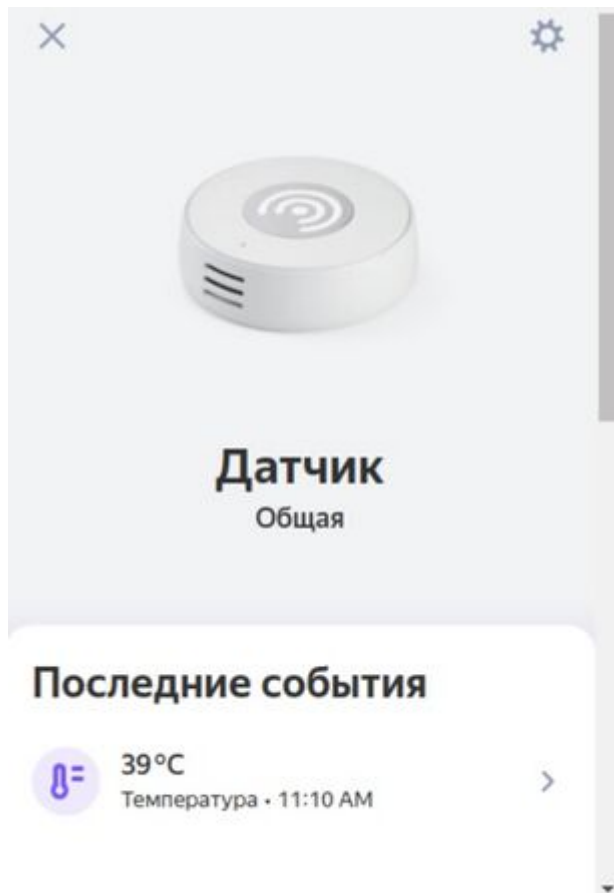 Датчик
Общая
Последние события
39°C
Температура • 11:10 AM